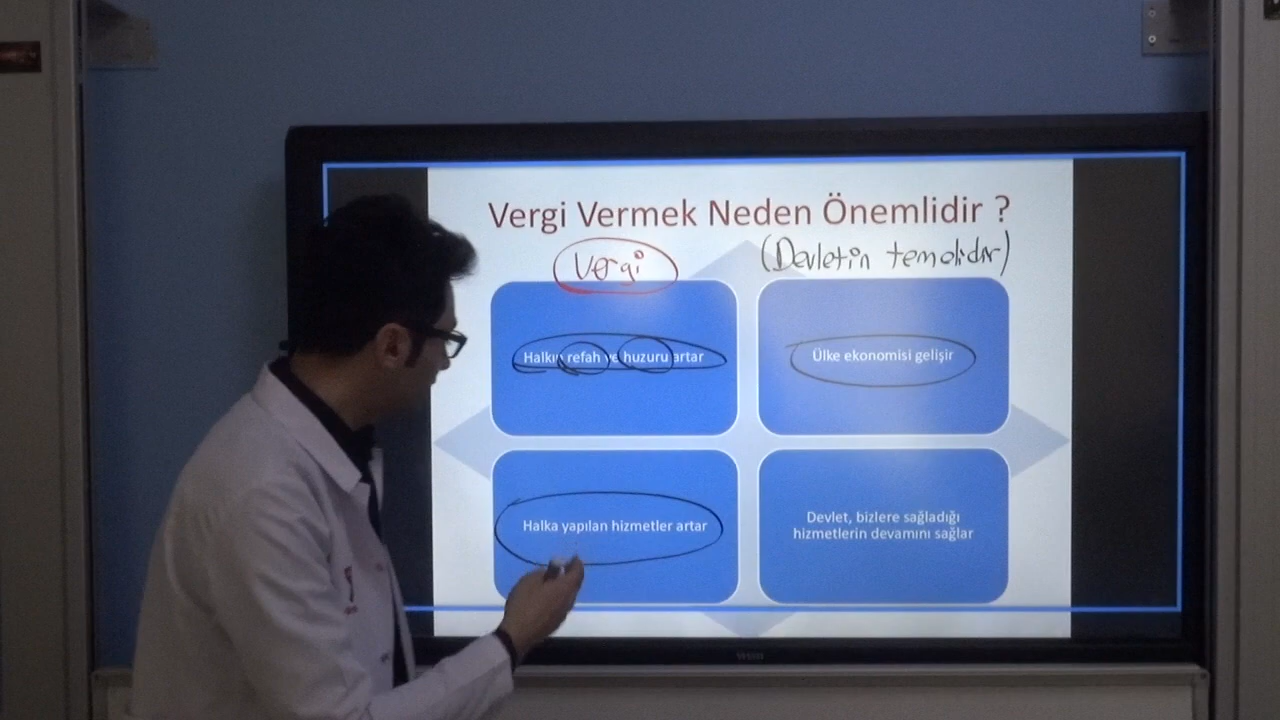 Vergi Vermek Neden Önemlidir ?
Vergi
(Devletin temelidir)
Halkın refah ve huzuru artar
Ülke ekonomisi gelişir
Halka yapılan hizmetler artar
Devlet, bizlere sağladığı
hizmetlerin devamını sağlar